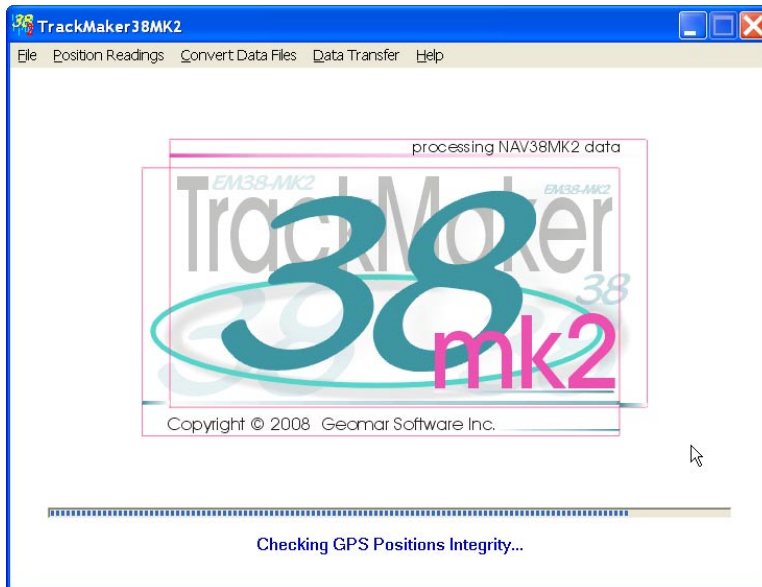 TrackMaker38MK2
File Position Readings Convert Data Files Data Transfer Help
processing NAV38MK2 data
EM38-MK2 EM38-MK2
TrackMaker
38
38
38
mk2
Copyright © 2008 Geomar Software Inc.
Checking GPS Positions Integrity...